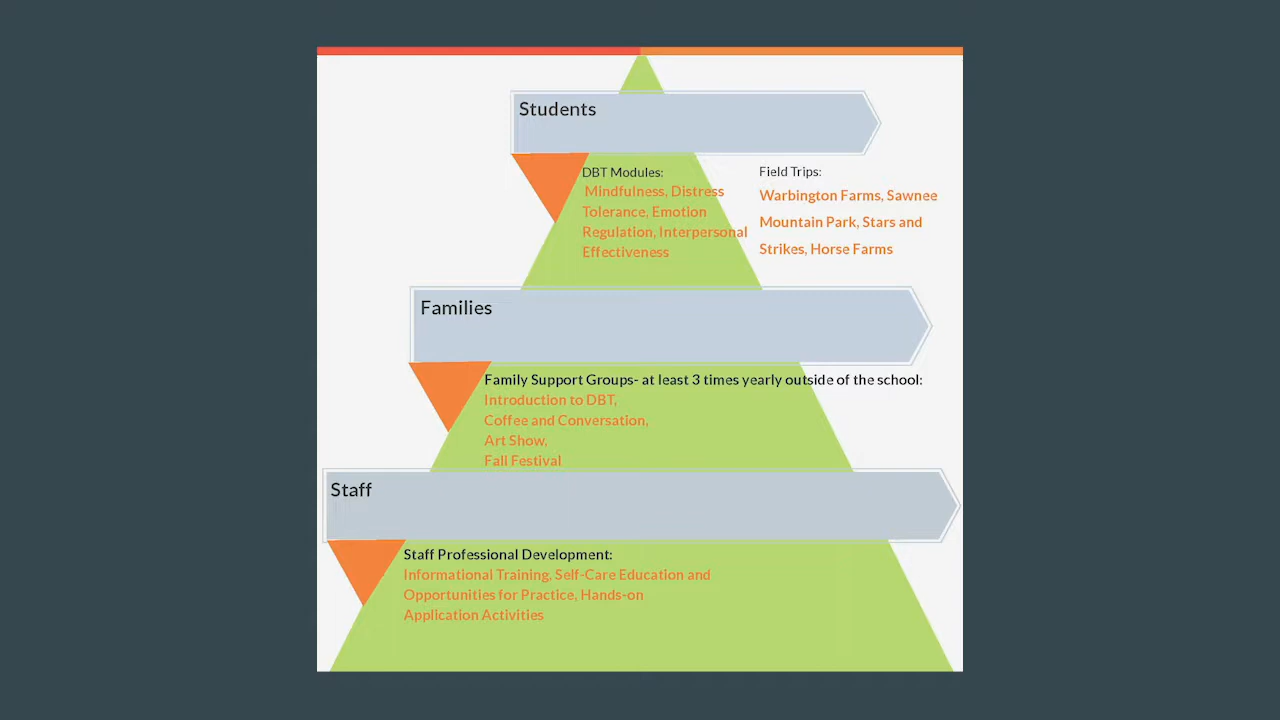 Students
DBT Modules:
Mindfulness, Distress
Tolerance, Emotion
Regulation, Interpersonal
Effectiveness
Field Trips:
Warbington Farms, Sawnee
Mountain Park, Stars and
Strikes, Horse Farms
Families
Family Support Groups- at least 3 times yearly outside of the school:
Introduction to DBT,
Coffee and Conversation,
Art Show,
Fall Festival
Staff
Staff Professional Development:
Informational Training, Self-Care Education and
Opportunities for Practice, Hands-on
Application Activities